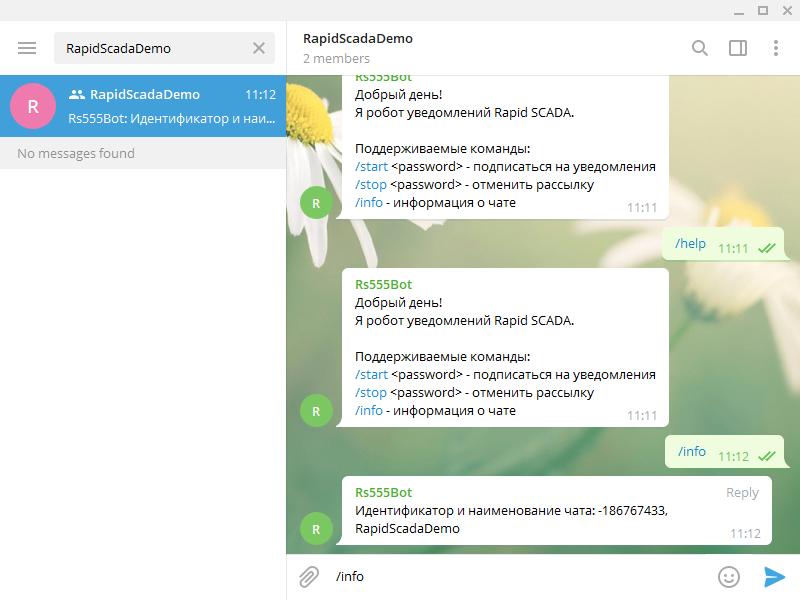 RapidScadaDemo
R
RapidScadaDemo 11:12
Rs555Bot: Идентификатор и наи...
No messages found
RapidScadaDemo
2 members
Rs555Bot
Добрый день!
Я робот уведомлений Rapid SCADA.
Поддерживаемые команды:
/start <password> - подписаться на уведомления
/stop <password> - отменить рассылку
/info - информация о чате
11:11
R
/help 11:11
Rs555Bot
Добрый день!
Я робот уведомлений Rapid SCADA.
Поддерживаемые команды:
/start <password> - подписаться на уведомления
/stop <password> - отменить рассылку
/info - информация о чате
11:11
R
/info 11:12
Rs555Bot Reply
Идентификатор и наименование чата: -186767433,
RapidScadaDemo
11:12
R
/info